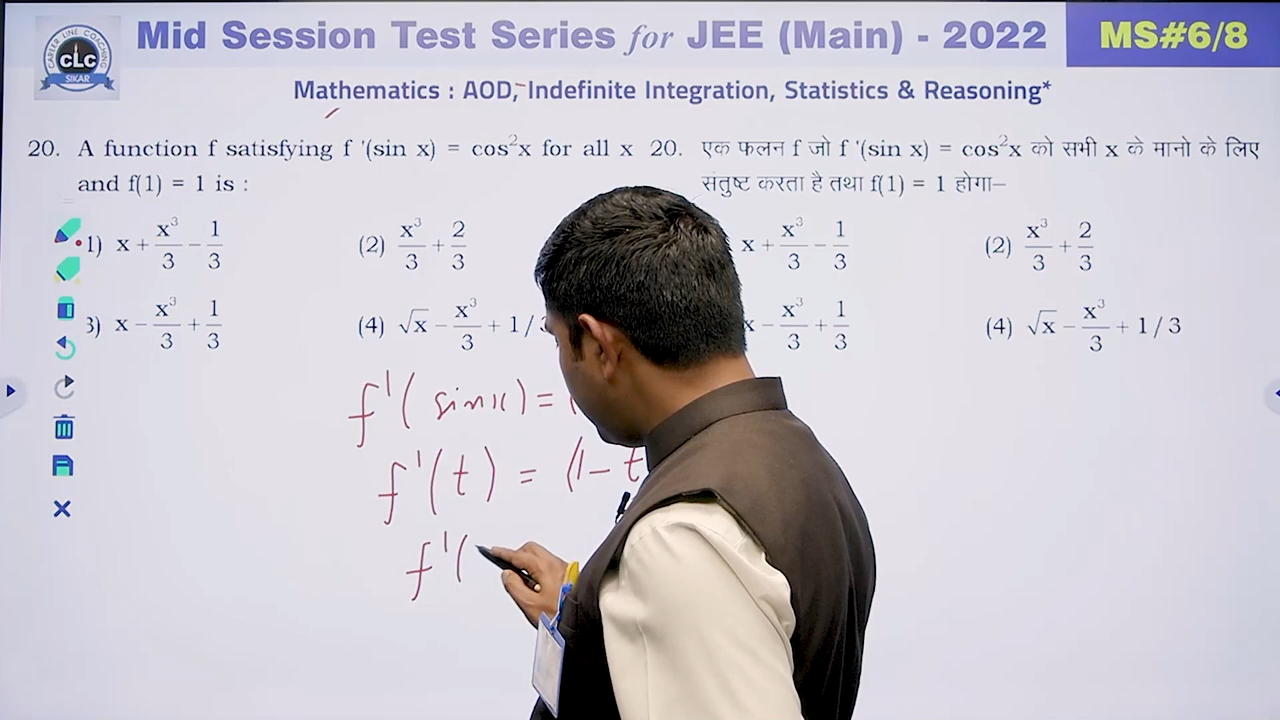 Mid Session Test Series for JEE (Main) - 2022
MS#6/8
CAREER LINE COACHING
CLC
SIKAR
Mathematics : AOD, Indefinite Integration, Statistics & Reasoning*
20. A function f satisfying f '(sin x) = cos²x for all x
and f(1) = 1 is :
1) x + x³/3 − 1/3
(2) x³/3 + 2/3
3) x − x³/3 + 1/3
(4) √x − x³/3 + 1/3
20. एक फलन f जो f '(sin x) = cos²x को सभी x के मानो के लिए
संतुष्ट करता है तथा f(1) = 1 होगा–
x + x³/3 − 1/3
(2) x³/3 + 2/3
x − x³/3 + 1/3
(4) √x − x³/3 + 1/3
f'(sinx) = (
f'(t) = (1 − t
f'(